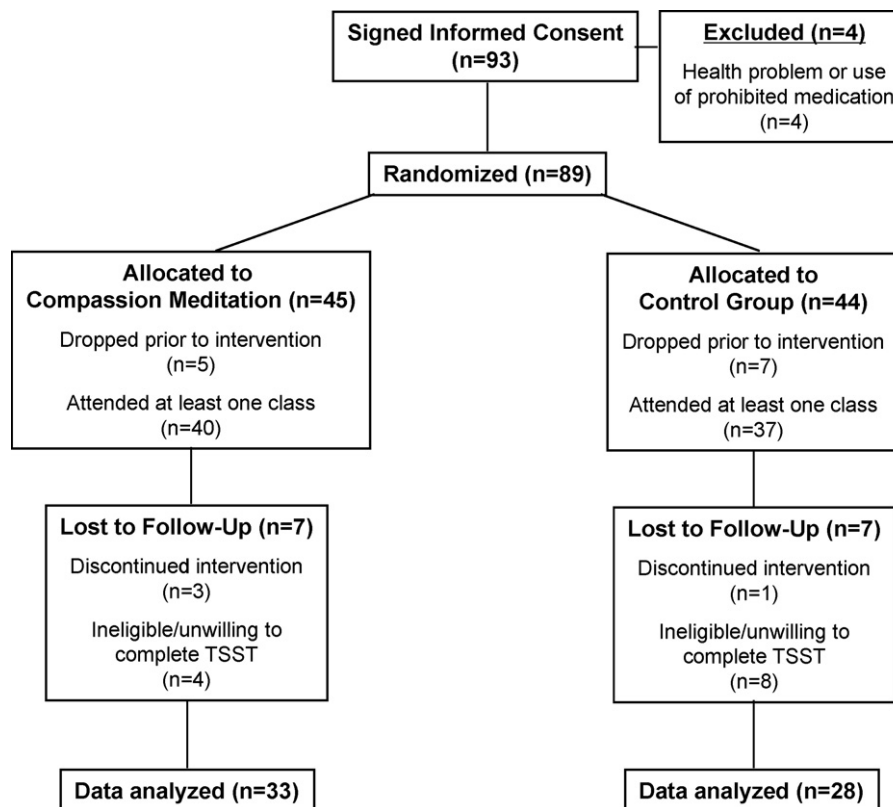 Signed Informed Consent
(n=93)
Excluded (n=4)
Health problem or use
of prohibited medication
(n=4)
Randomized (n=89)
Allocated to
Compassion Meditation (n=45)
Dropped prior to intervention
(n=5)
Attended at least one class
(n=40)
Allocated to
Control Group (n=44)
Dropped prior to intervention
(n=7)
Attended at least one class
(n=37)
Lost to Follow-Up (n=7)
Discontinued intervention
(n=3)
Ineligible/unwilling to
complete TSST
(n=4)
Lost to Follow-Up (n=7)
Discontinued intervention
(n=1)
Ineligible/unwilling to
complete TSST
(n=8)
Data analyzed (n=33)
Data analyzed (n=28)